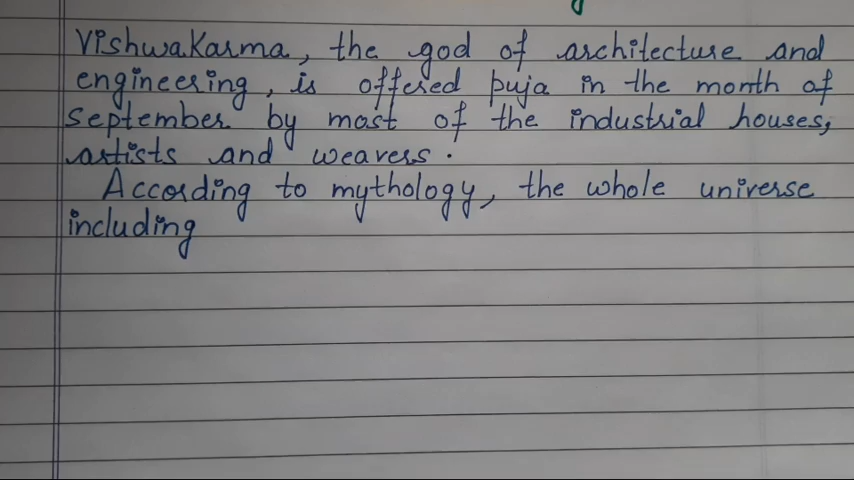 Vishwakarma, the god of architecture and
engineering, is offered puja in the month of
september by most of the industrial houses,
artists and weavers.
According to mythology, the whole universe
including